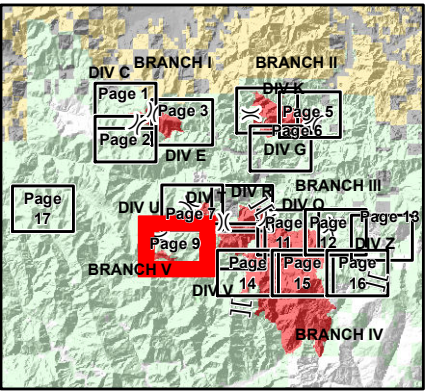 BRANCH I
BRANCH II
DIV C
DIV K
Page 1
Page 3
Page 5
Page 2
Page 6
DIV E
DIV G
BRANCH III
Page
17
DIV U
DIV R
DIV O
Page 7
Page
11
Page
12
Page 13
Page 9
DIV Z
BRANCH V
Page
14
Page
15
Page
16
DIV V
BRANCH IV